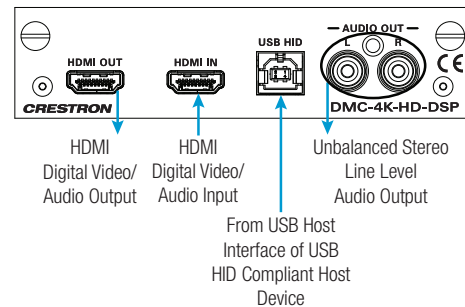 AUDIO OUT
L R
USB HID
HDMI OUT HDMI IN
CE
CRESTRON DMC-4K-HD-DSP
HDMI
Digital Video/
Audio Output
HDMI
Digital Video/
Audio Input
Unbalanced Stereo
Line Level
Audio Output
From USB Host
Interface of USB
HID Compliant Host
Device